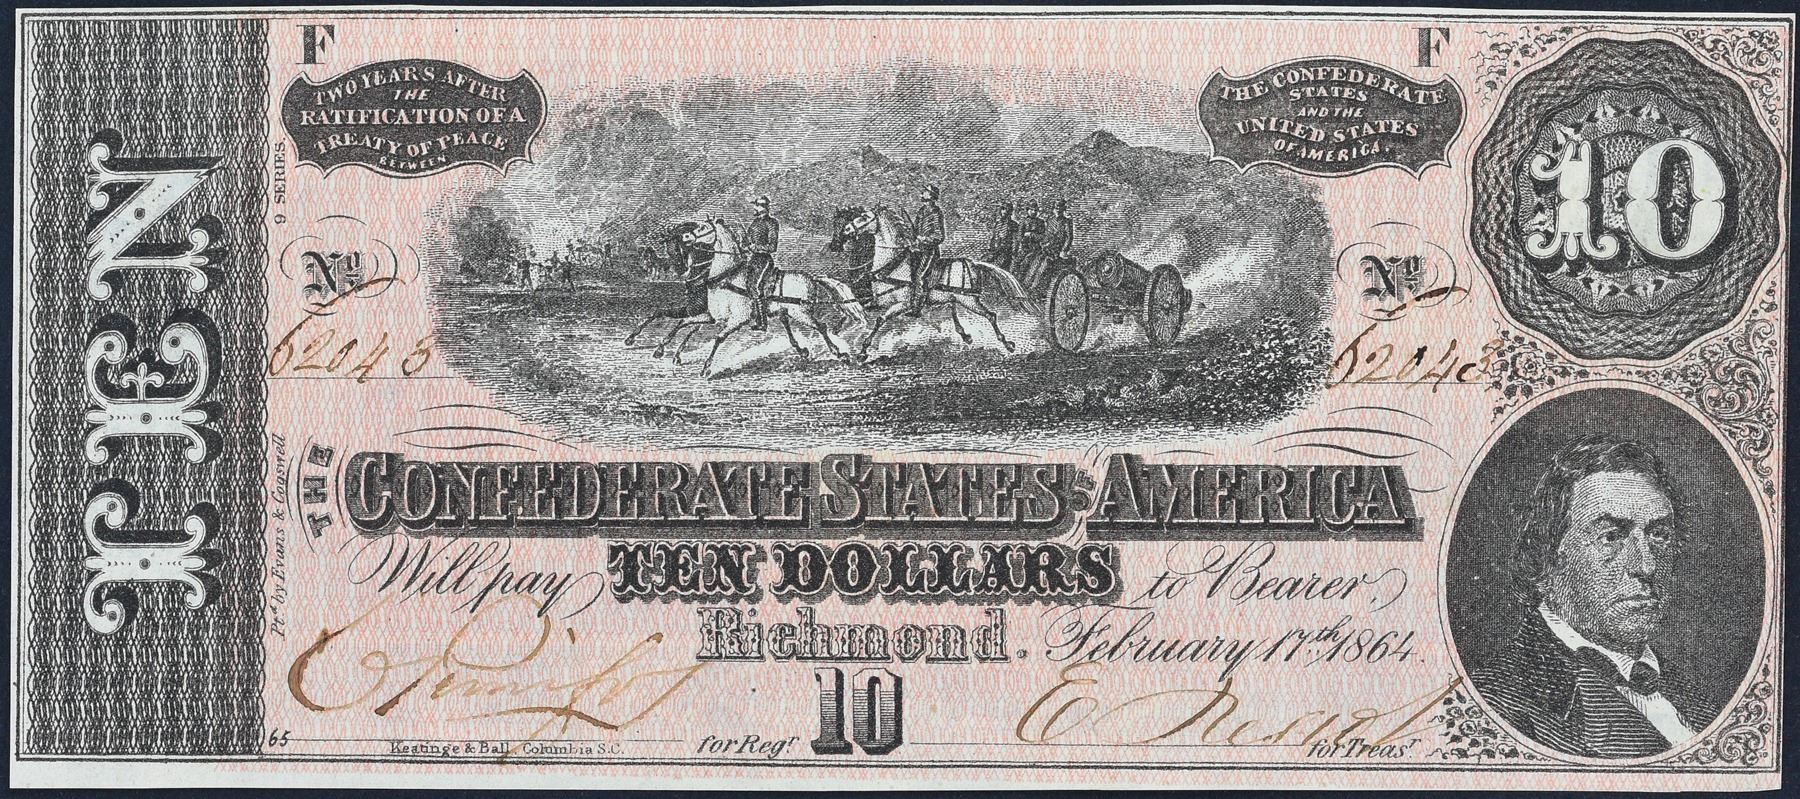 F
F
TWO YEARS AFTER
THE
RATIFICATION OF A
TREATY OF PEACE
BETWEEN
THE CONFEDERATE
STATES
AND THE
UNITED STATES
OF AMERICA.
10
TEN
9 SERIES.
No
No
62043
62043
Ptd by Evans & Cogswell
THE
CONFEDERATE STATES OF AMERICA
Will pay TEN DOLLARS to Bearer,
Richmond. February 17th, 1864.
10
65
Keatinge & Ball, Columbia S.C.
for Regr
for Treasr